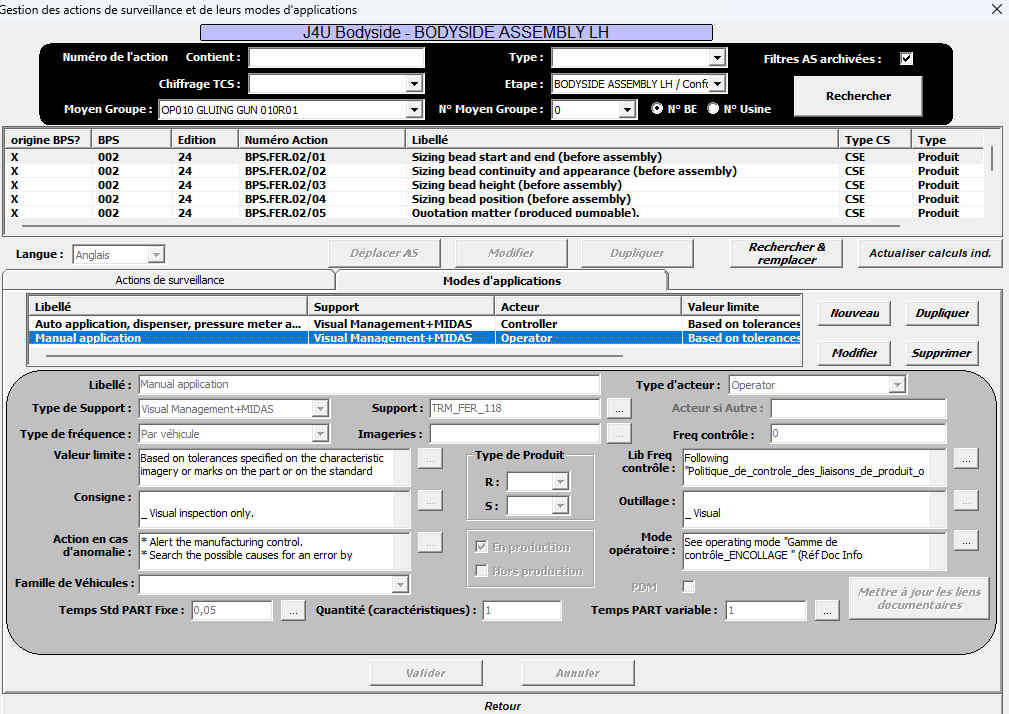 Gestion des actions de surveillance et de leurs modes d'applications
J4U Bodyside - BODYSIDE ASSEMBLY LH
Numéro de l'action Contient : Type : Filtres AS archivées :
Chiffrage TCS : Etape : BODYSIDE ASSEMBLY LH / Confo
Rechercher
Moyen Groupe : OP010 GLUING GUN 010R01 N° Moyen Groupe : 0 N° BE N° Usine
origine BPS? BPS Edition Numéro Action Libellé Type CS Type
X 002 24 BPS.FER.02/01 Sizing bead start and end (before assembly) CSE Produit
X 002 24 BPS.FER.02/02 Sizing bead continuity and appearance (before assembly) CSE Produit
X 002 24 BPS.FER.02/03 Sizing bead height (before assembly) CSE Produit
X 002 24 BPS.FER.02/04 Sizing bead position (before assembly) CSE Produit
X 002 24 BPS.FER.02/05 Quotation matter (produced pumpable). CSE Produit
Langue : Anglais Déplacer AS Modifier Dupliquer Rechercher & remplacer Actualiser calculs ind.
Actions de surveillance Modes d'applications
Libellé Support Acteur Valeur limite
Auto application, dispenser, pressure meter a... Visual Management+MIDAS Controller Based on tolerances
Manual application Visual Management+MIDAS Operator Based on tolerances
Nouveau Dupliquer
Modifier Supprimer
Libellé : Manual application Type d'acteur : Operator
Type de Support : Visual Management+MIDAS Support : TRM_FER_118 ... Acteur si Autre :
Type de fréquence : Par véhicule Imageries : ... Freq contrôle : 0
Valeur limite : Based on tolerances specified on the characteristic
imagery or marks on the part or on the standard
...
Type de Produit
R :
S :
Lib Freq
contrôle :
Following
"Politique_de_controle_des_liaisons_de_produit_o
...
Consigne :
_ Visual inspection only.
...
Outillage :
_ Visual
...
Action en cas
d'anomalie :
* Alert the manufacturing control.
* Search the possible causes for an error by
...
En production
Hors production
Mode
opératoire :
See operating mode "Gamme de
contrôle_ENCOLLAGE " (Réf Doc Info
...
Famille de Véhicules : PDM
Mettre à jour les liens
documentaires
Temps Std PART Fixe : 0,05 ... Quantité (caractéristiques) : 1 Temps PART variable : 1 ...
Valider Annuler
Retour